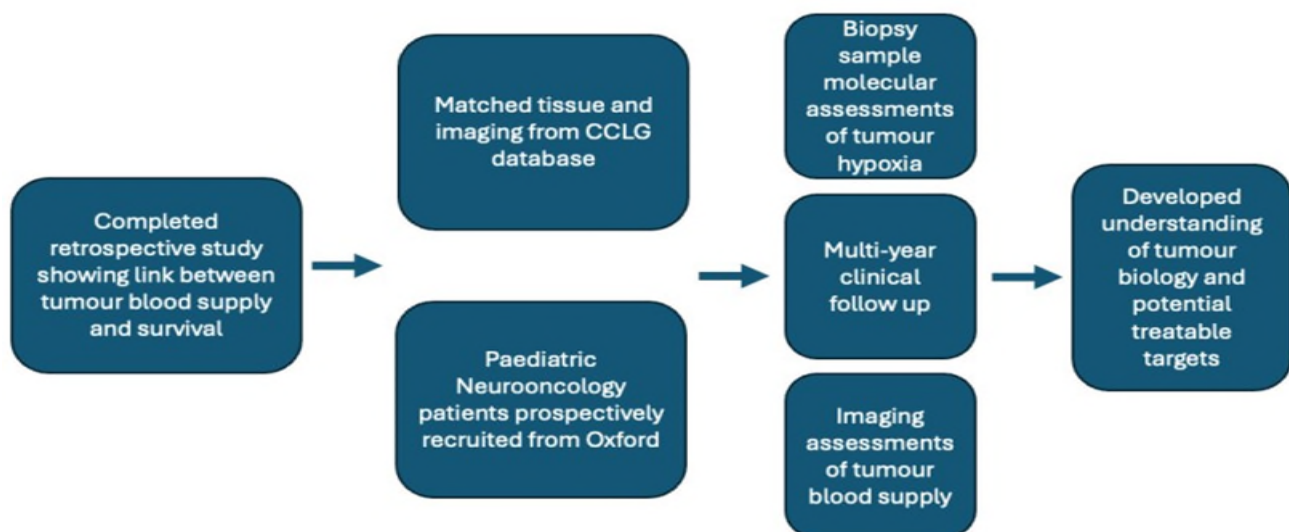 Completed
retrospective study
showing link between
tumour blood supply
and survival
Matched tissue and
imaging from CCLG
database
Paediatric
Neurooncology
patients prospectively
recruited from Oxford
Biopsy
sample
molecular
assessments
of tumour
hypoxia
Multi-year
clinical
follow up
Imaging
assessments
of tumour
blood supply
Developed
understanding
of tumour
biology and
potential
treatable
targets